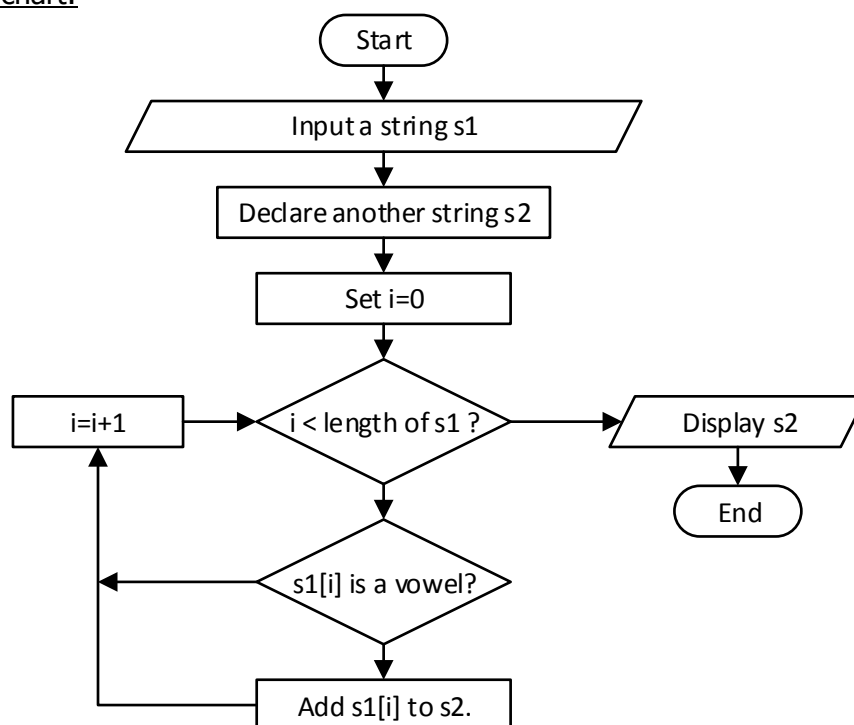 chart:
Start
Input a string s1
Declare another string s2
Set i=0
i=i+1
i < length of s1 ?
Display s2
End
s1[i] is a vowel?
Add s1[i] to s2.